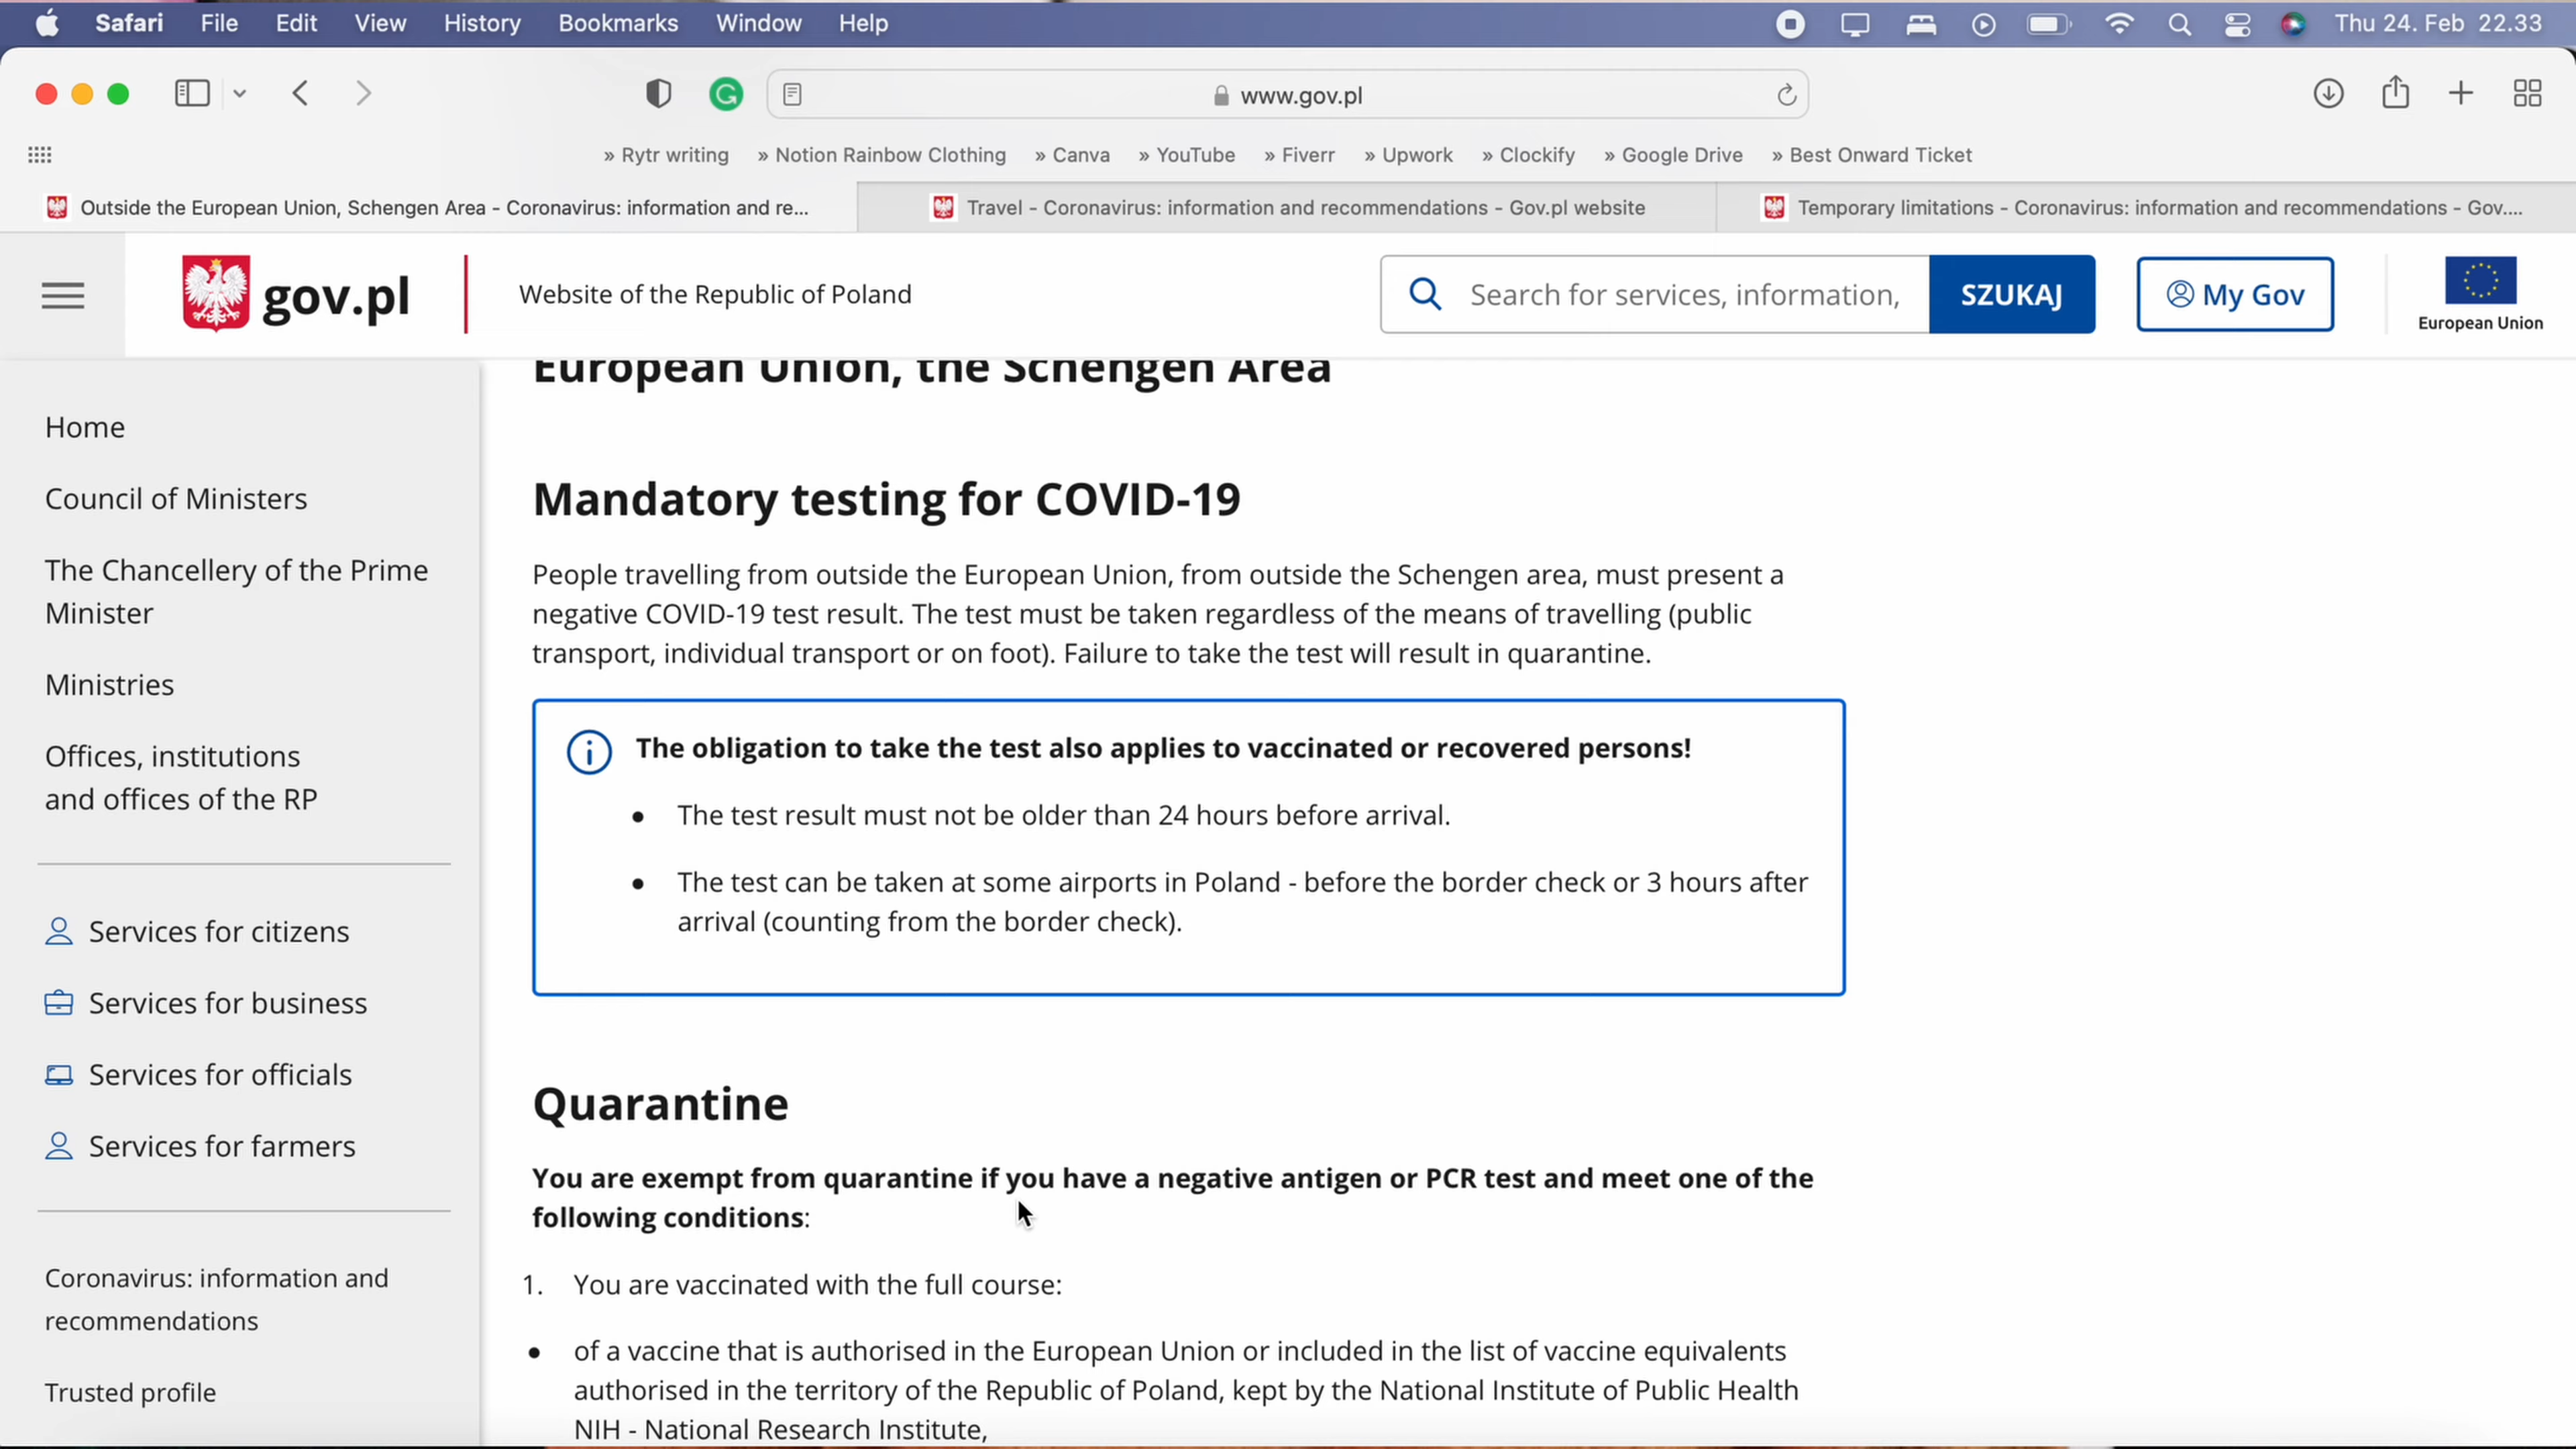 Safari File Edit View History Bookmarks Window Help Thu 24. Feb 22.33
www.gov.pl
» Rytr writing » Notion Rainbow Clothing » Canva » YouTube » Fiverr » Upwork » Clockify » Google Drive » Best Onward Ticket
Outside the European Union, Schengen Area - Coronavirus: information and re...
Travel - Coronavirus: information and recommendations - Gov.pl website
Temporary limitations - Coronavirus: information and recommendations - Gov....
gov.pl
Website of the Republic of Poland
Search for services, information,
SZUKAJ
My Gov
European Union
Home
Council of Ministers
The Chancellery of the Prime
Minister
Ministries
Offices, institutions
and offices of the RP
Services for citizens
Services for business
Services for officials
Services for farmers
Coronavirus: information and
recommendations
Trusted profile
European Union, the Schengen Area
Mandatory testing for COVID-19
People travelling from outside the European Union, from outside the Schengen area, must present a
negative COVID-19 test result. The test must be taken regardless of the means of travelling (public
transport, individual transport or on foot). Failure to take the test will result in quarantine.
The obligation to take the test also applies to vaccinated or recovered persons!
• The test result must not be older than 24 hours before arrival.
• The test can be taken at some airports in Poland - before the border check or 3 hours after
arrival (counting from the border check).
Quarantine
You are exempt from quarantine if you have a negative antigen or PCR test and meet one of the
following conditions:
1. You are vaccinated with the full course:
• of a vaccine that is authorised in the European Union or included in the list of vaccine equivalents
authorised in the territory of the Republic of Poland, kept by the National Institute of Public Health
NIH - National Research Institute,